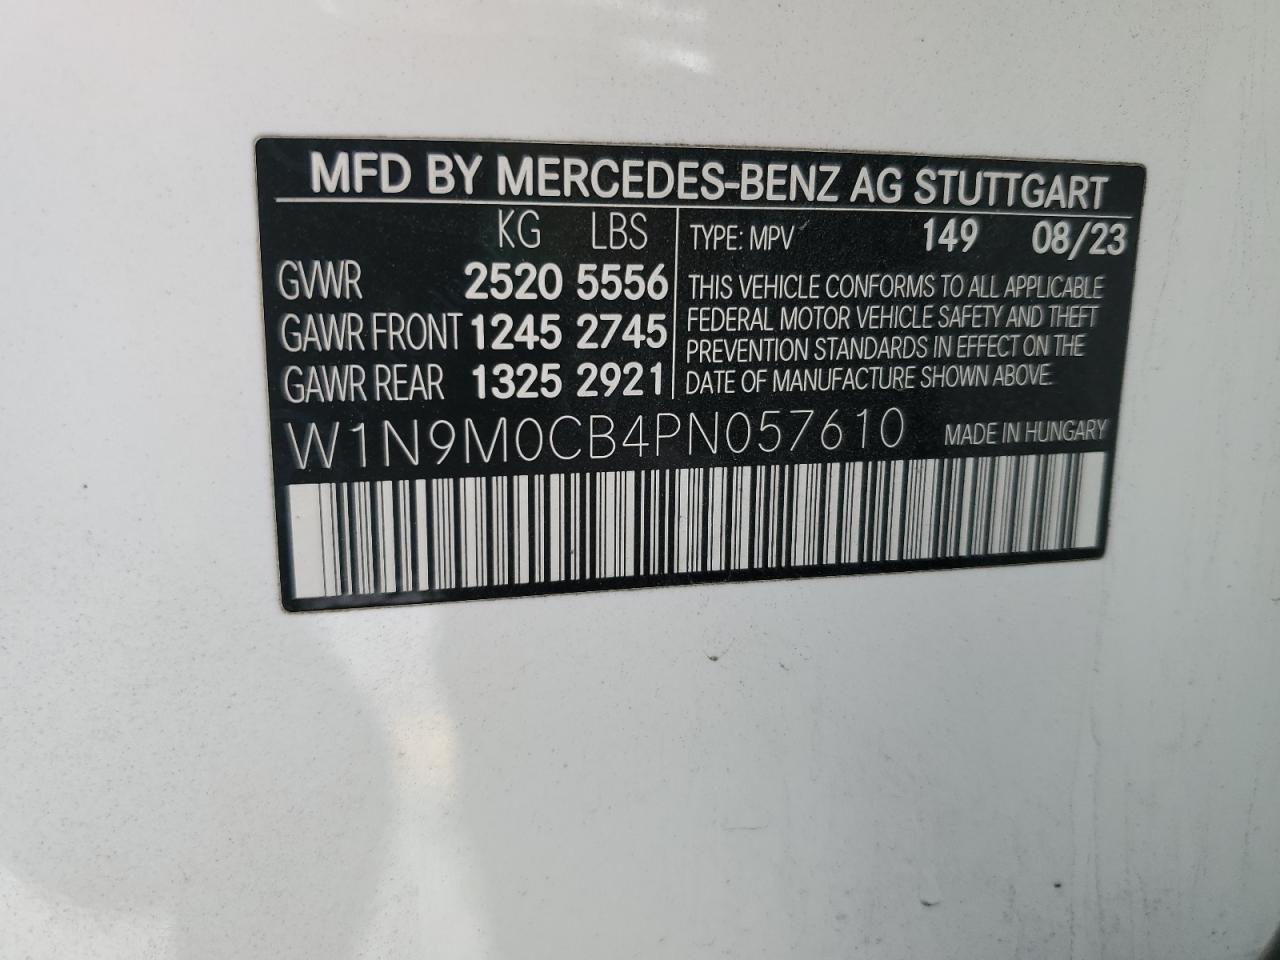 MFD BY MERCEDES-BENZ AG STUTTGART
KG LBS
GVWR 2520 5556
GAWR FRONT 1245 2745
GAWR REAR 1325 2921
TYPE: MPV 149 08/23
THIS VEHICLE CONFORMS TO ALL APPLICABLE
FEDERAL MOTOR VEHICLE SAFETY AND THEFT
PREVENTION STANDARDS IN EFFECT ON THE
DATE OF MANUFACTURE SHOWN ABOVE.
W1N9M0CB4PN057610 MADE IN HUNGARY